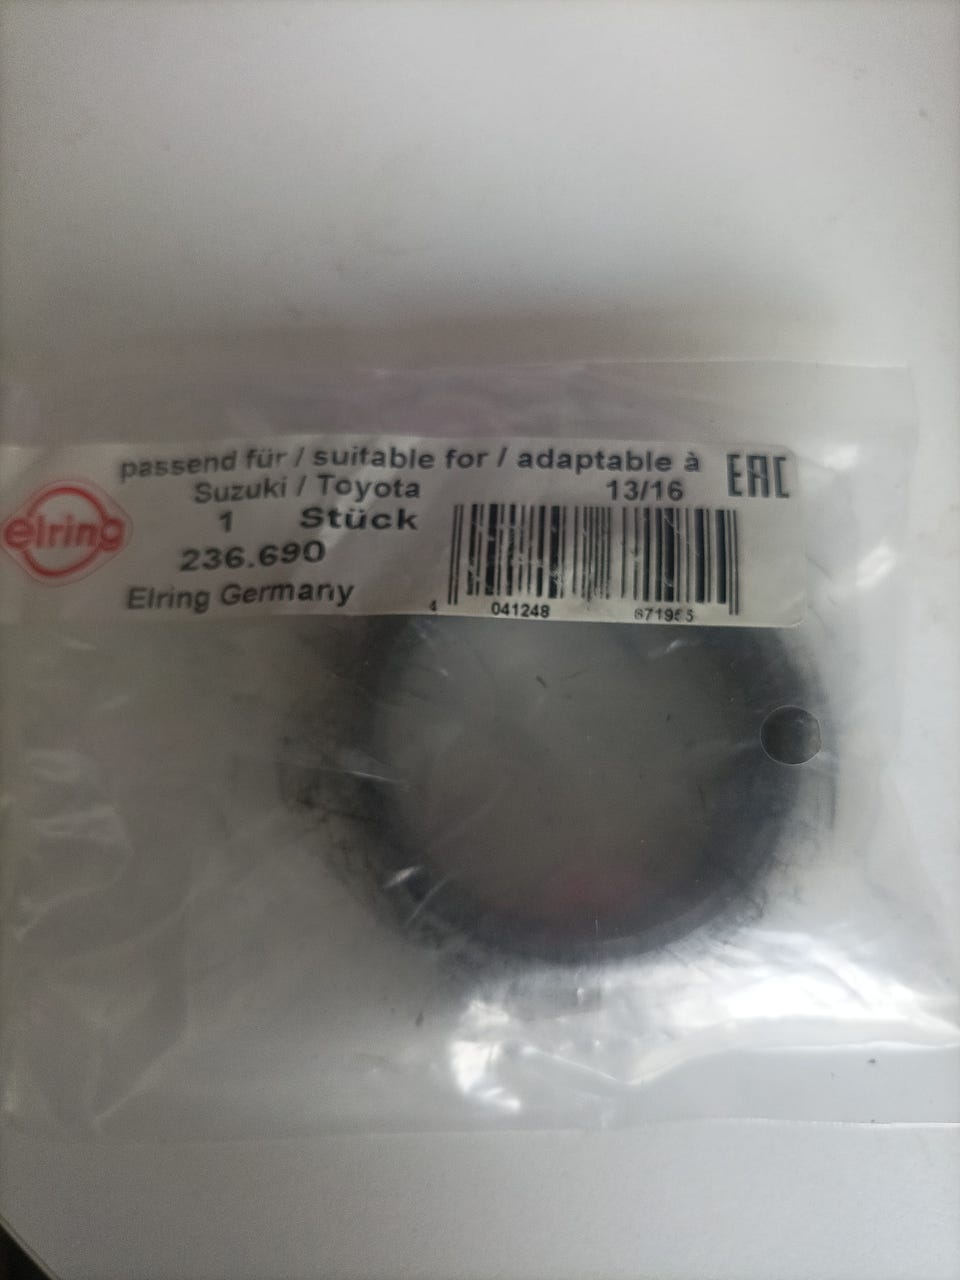 passend für / suitable for / adaptable à
EAC
Suzuki / Toyota 13/16
elring
1 Stück
236.690
Elring Germany
4 041248 671955